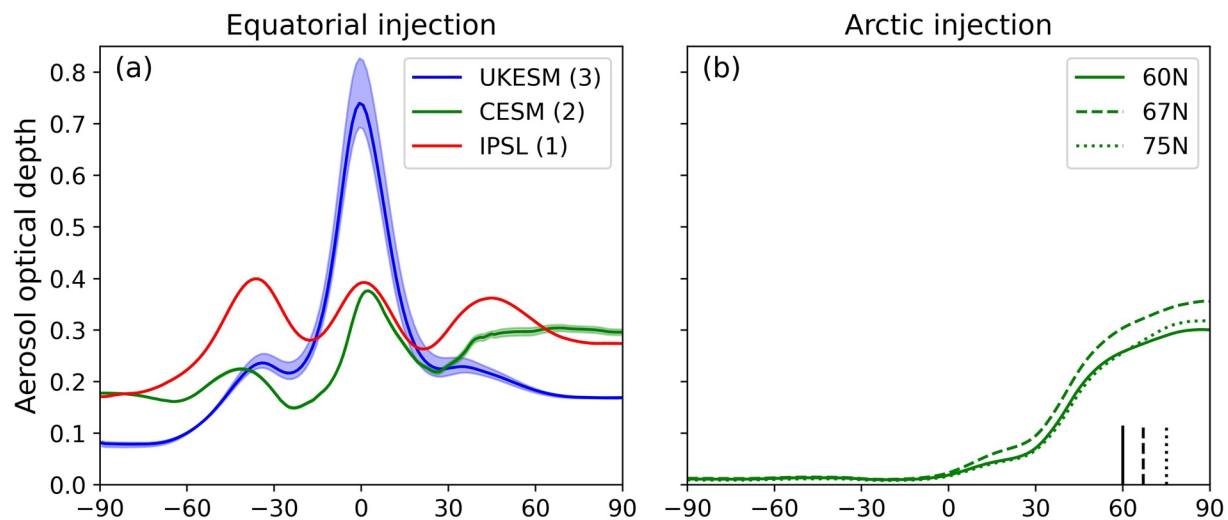 Equatorial injection
(a)
UKESM (3)
CESM (2)
IPSL (1)
Aerosol optical depth
0.8
0.7
0.6
0.5
0.4
0.3
0.2
0.1
0.0
−90 −60 −30 0 30 60 90
Arctic injection
(b)
60N
67N
75N
−90 −60 −30 0 30 60 90